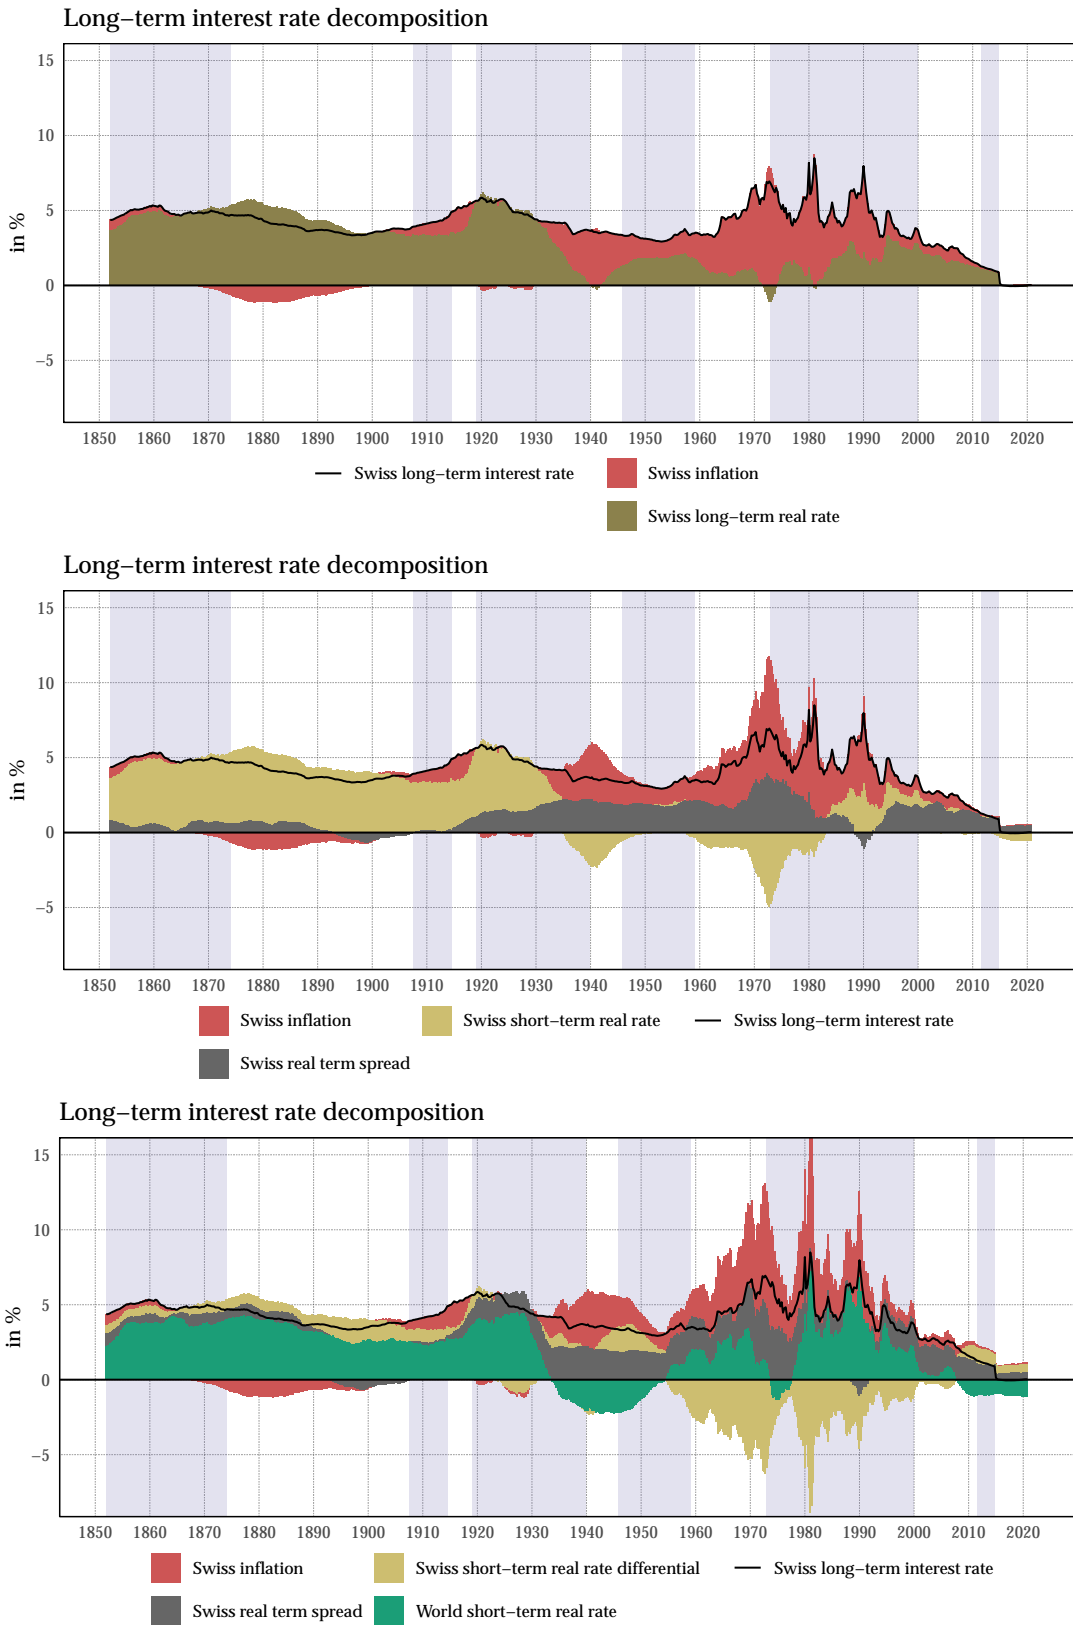 Long−term interest rate decomposition
15
10
5
0
−5
in %
1850 1860 1870 1880 1890 1900 1910 1920 1930 1940 1950 1960 1970 1980 1990 2000 2010 2020
Swiss long−term interest rate Swiss inflation
Swiss long−term real rate
Long−term interest rate decomposition
15
10
5
0
−5
in %
1850 1860 1870 1880 1890 1900 1910 1920 1930 1940 1950 1960 1970 1980 1990 2000 2010 2020
Swiss inflation Swiss short−term real rate Swiss long−term interest rate
Swiss real term spread
Long−term interest rate decomposition
15
10
5
0
−5
in %
1850 1860 1870 1880 1890 1900 1910 1920 1930 1940 1950 1960 1970 1980 1990 2000 2010 2020
Swiss inflation Swiss short−term real rate differential Swiss long−term interest rate
Swiss real term spread World short−term real rate